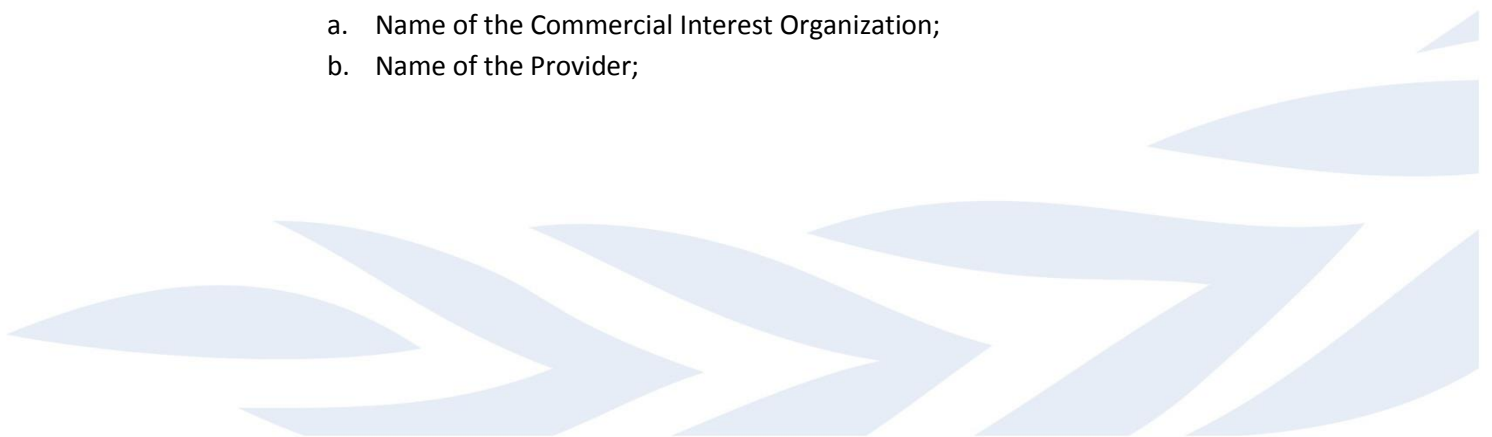 a. Name of the Commercial Interest Organization;
b. Name of the Provider;